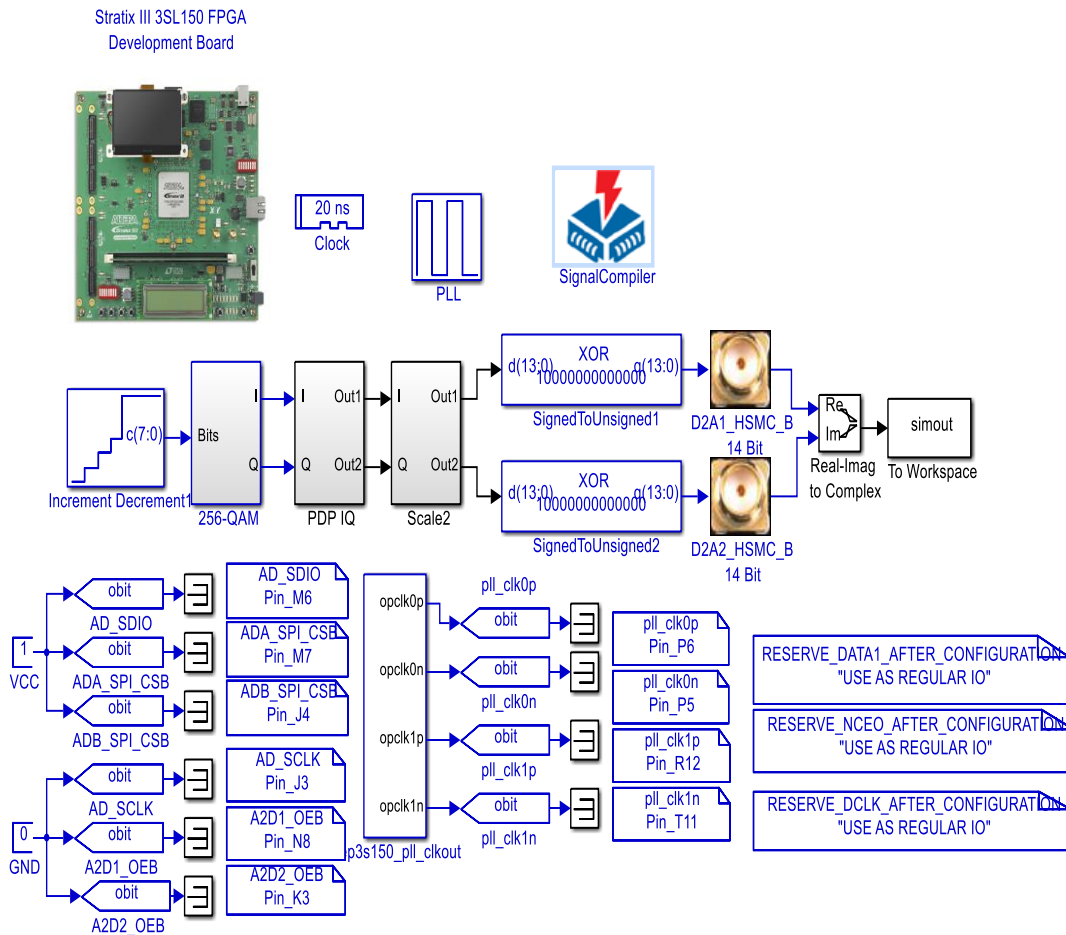 Stratix III 3SL150 FPGA
Development Board
20 ns
Clock
PLL
SignalCompiler
c(7:0)
Increment Decrement1
Bits
I
Q
256-QAM
I
Q
Out1
Out2
PDP IQ
I
Q
Out1
Out2
Scale2
d(13:0)
XOR
10000000000000
q(13:0)
SignedToUnsigned1
d(13:0)
XOR
10000000000000
q(13:0)
SignedToUnsigned2
D2A1_HSMC_B
14 Bit
D2A2_HSMC_B
14 Bit
Re
Im
Real-Imag
to Complex
simout
To Workspace
1
VCC
obit
AD_SDIO
obit
ADA_SPI_CSB
obit
ADB_SPI_CSB
AD_SDIO
Pin_M6
ADA_SPI_CSB
Pin_M7
ADB_SPI_CSB
Pin_J4
0
GND
obit
AD_SCLK
obit
A2D1_OEB
obit
A2D2_OEB
AD_SCLK
Pin_J3
A2D1_OEB
Pin_N8
A2D2_OEB
Pin_K3
opclk0p
opclk0n
opclk1p
opclk1n
ep3s150_pll_clkout
pll_clk0p
obit
obit
pll_clk0n
obit
pll_clk1p
obit
pll_clk1n
pll_clk0p
Pin_P6
pll_clk0n
Pin_P5
pll_clk1p
Pin_R12
pll_clk1n
Pin_T11
RESERVE_DATA1_AFTER_CONFIGURATION
"USE AS REGULAR IO"
RESERVE_NCEO_AFTER_CONFIGURATION
"USE AS REGULAR IO"
RESERVE_DCLK_AFTER_CONFIGURATION
"USE AS REGULAR IO"